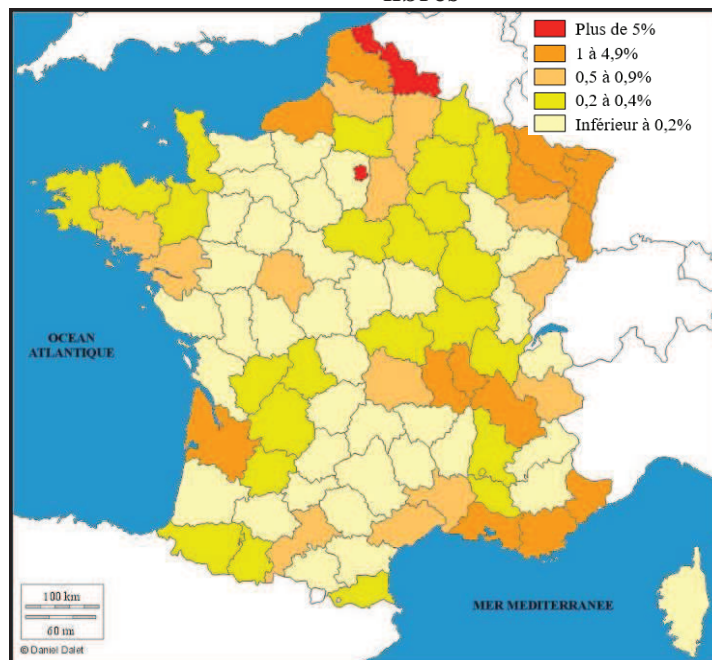 Plus de 5%
1 à 4,9%
0,5 à 0,9%
0,2 à 0,4%
Inférieur à 0,2%
OCEAN
ATLANTIQUE
100 km
60 mi
MER MEDITERRANEE
© Daniel Dalet